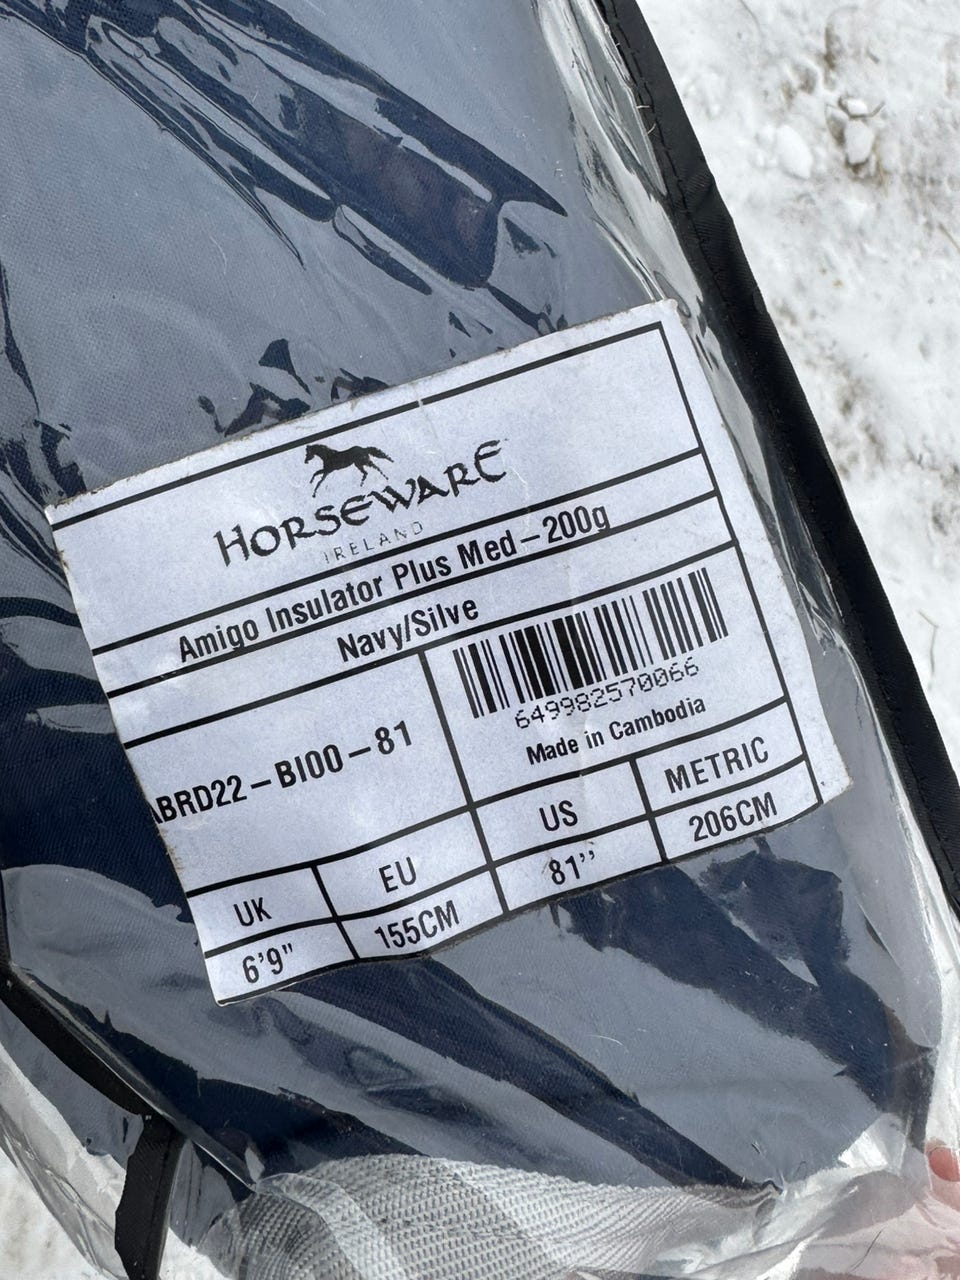 HORSEWARE
IRELAND
Amigo Insulator Plus Med-200g
Navy/Silve
ABRD22-BI00-81
649982570066
Made in Cambodia
UK EU US METRIC
6'9" 155CM 81'' 206CM